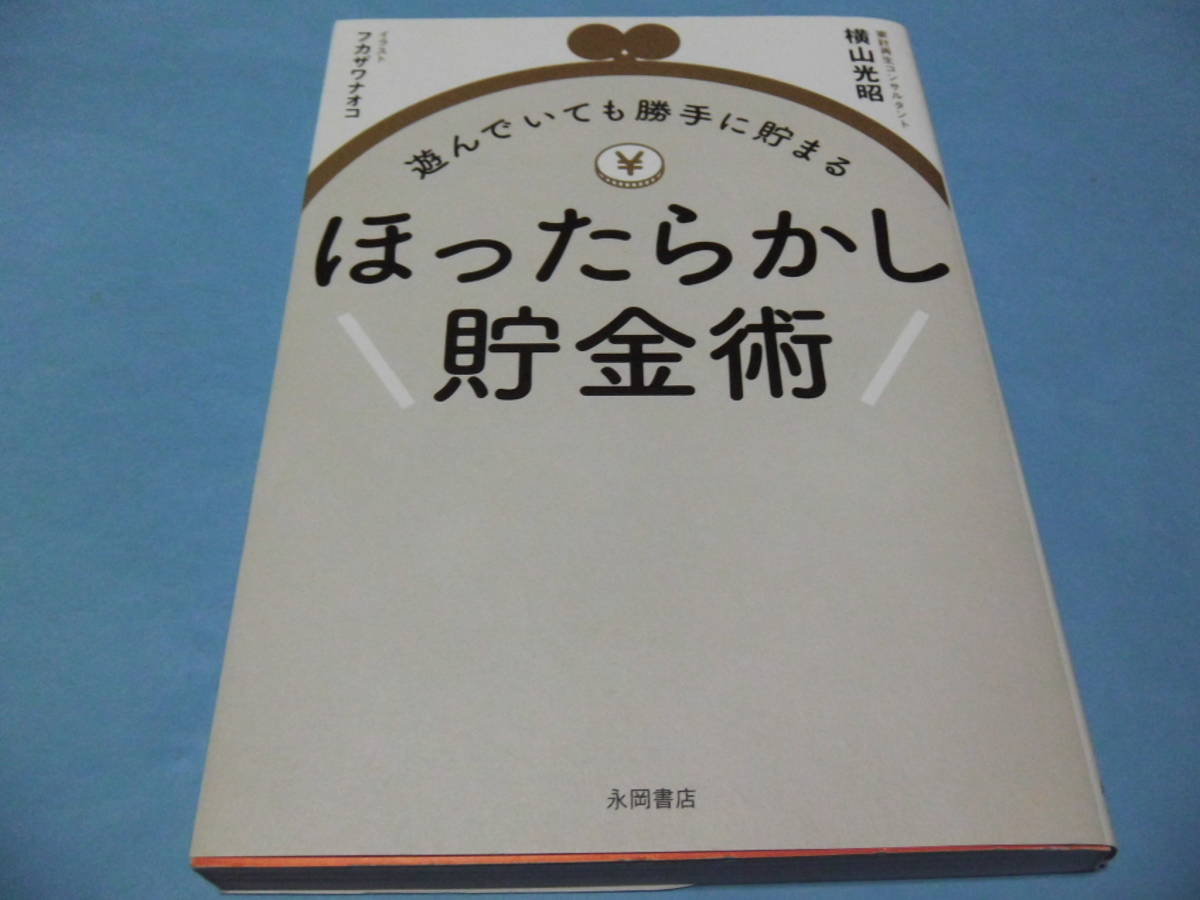 家計再生コンサルタント
横山光昭
イラスト
フカザワナオコ
遊んでいても勝手に貯まる
¥
ほったらかし
貯金術
永岡書店